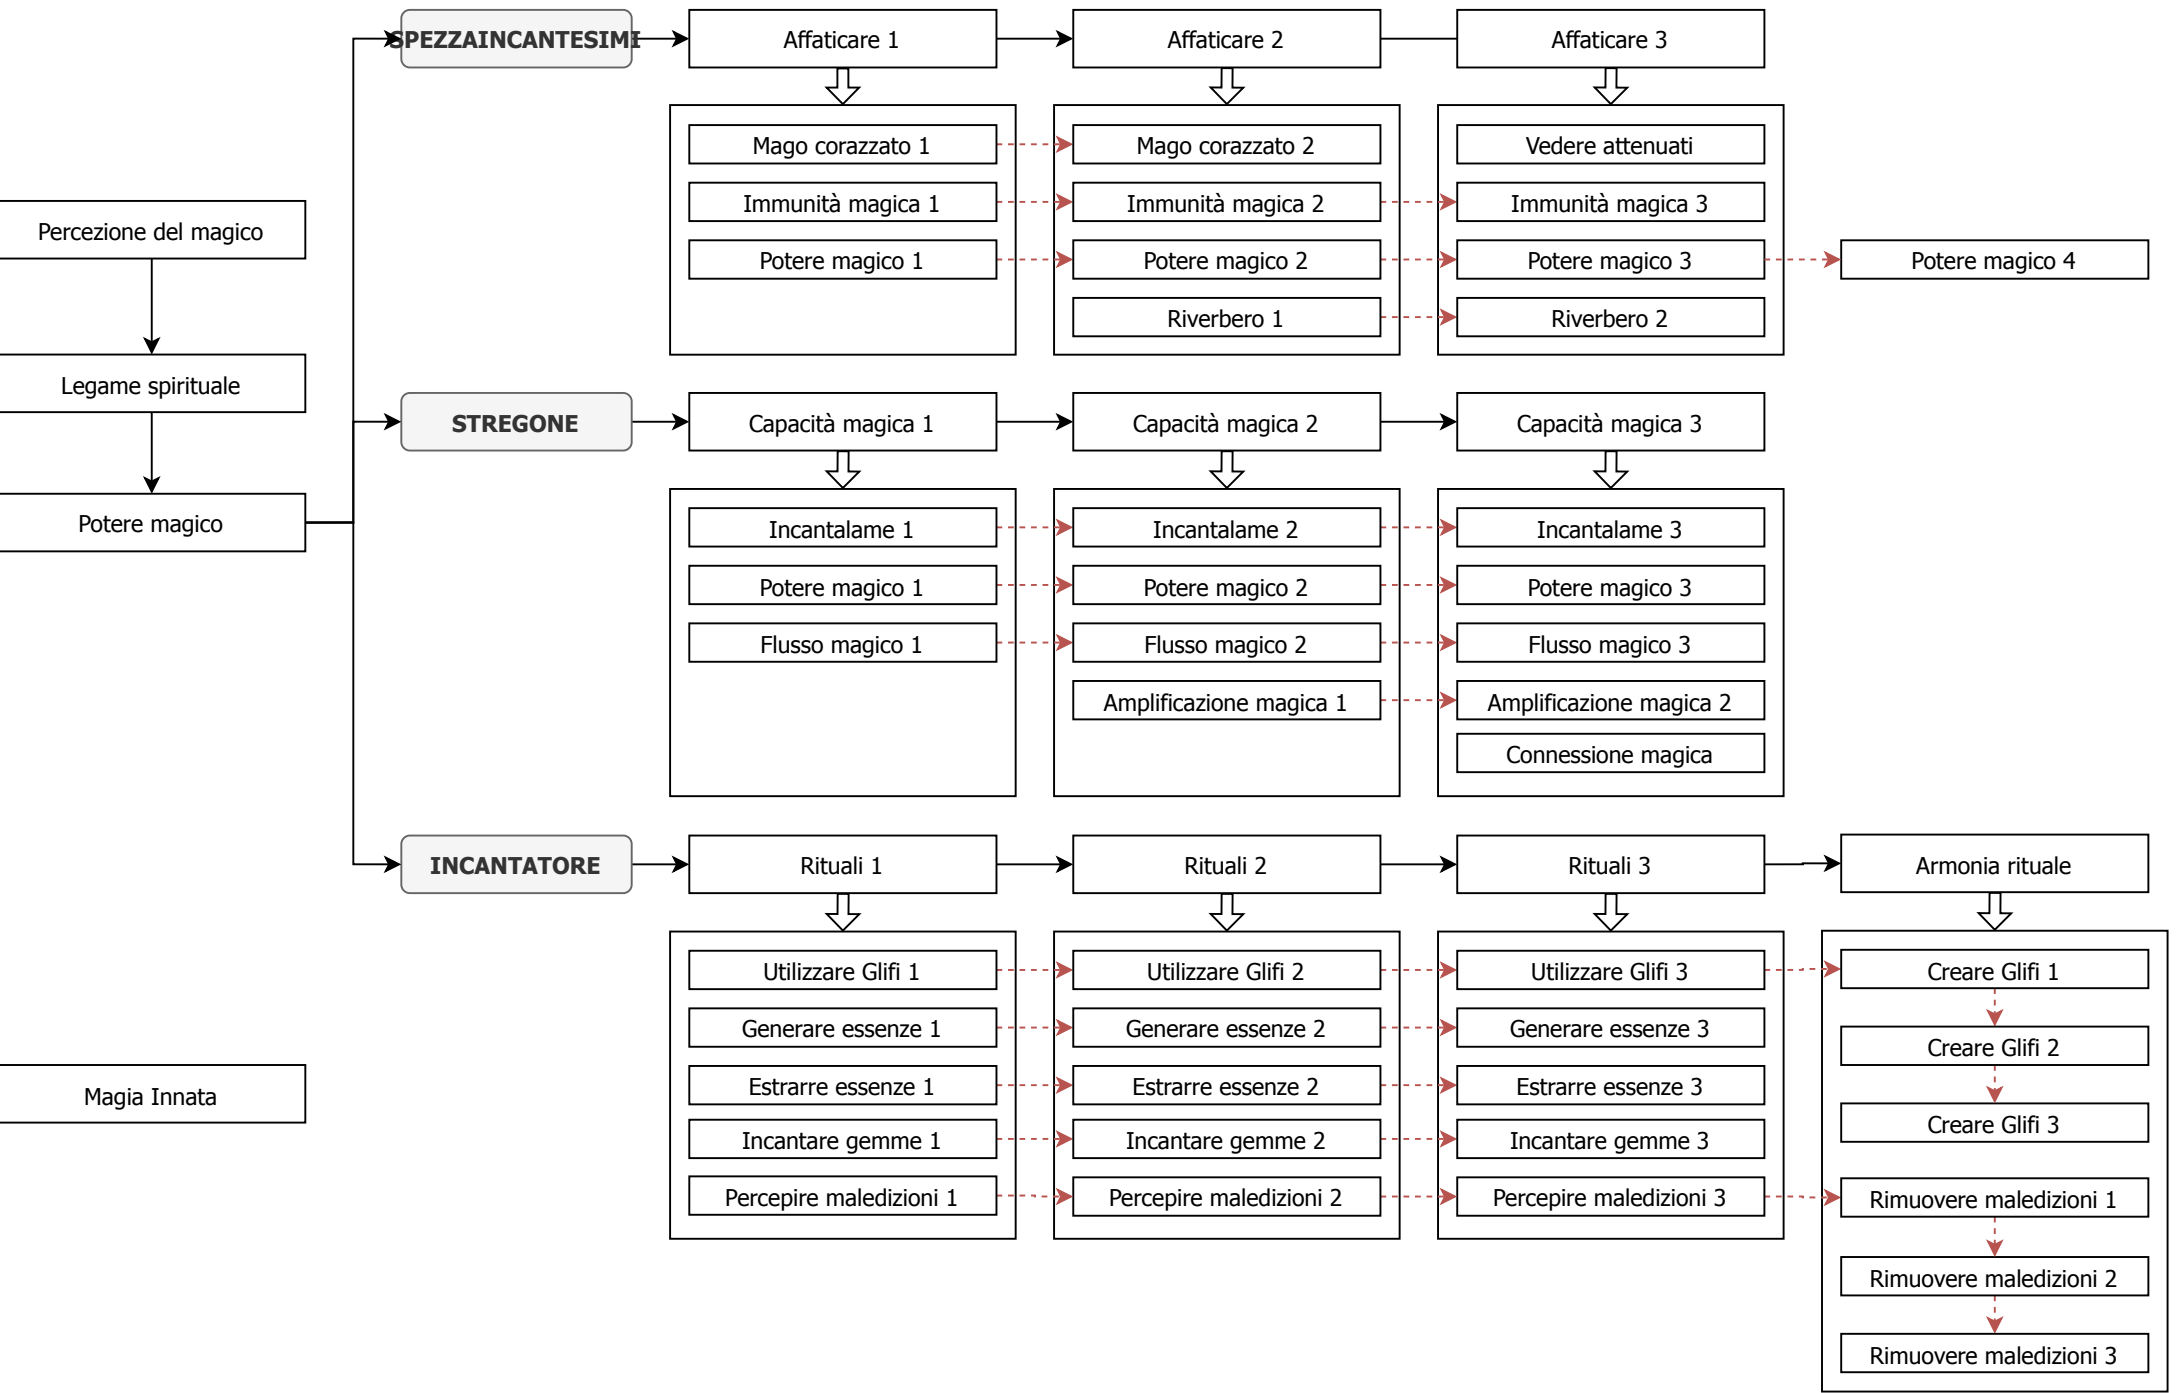 Percezione del magico
Legame spirituale
Potere magico
Magia Innata
SPEZZAINCANTESIMI
Affaticare 1
Affaticare 2
Affaticare 3
Mago corazzato 1
Mago corazzato 2
Vedere attenuati
Immunità magica 1
Immunità magica 2
Immunità magica 3
Potere magico 1
Potere magico 2
Potere magico 3
Potere magico 4
Riverbero 1
Riverbero 2
STREGONE
Capacità magica 1
Capacità magica 2
Capacità magica 3
Incantalame 1
Incantalame 2
Incantalame 3
Potere magico 1
Potere magico 2
Potere magico 3
Flusso magico 1
Flusso magico 2
Flusso magico 3
Amplificazione magica 1
Amplificazione magica 2
Connessione magica
INCANTATORE
Rituali 1
Rituali 2
Rituali 3
Armonia rituale
Utilizzare Glifi 1
Utilizzare Glifi 2
Utilizzare Glifi 3
Generare essenze 1
Generare essenze 2
Generare essenze 3
Estrarre essenze 1
Estrarre essenze 2
Estrarre essenze 3
Incantare gemme 1
Incantare gemme 2
Incantare gemme 3
Percepire maledizioni 1
Percepire maledizioni 2
Percepire maledizioni 3
Creare Glifi 1
Creare Glifi 2
Creare Glifi 3
Rimuovere maledizioni 1
Rimuovere maledizioni 2
Rimuovere maledizioni 3